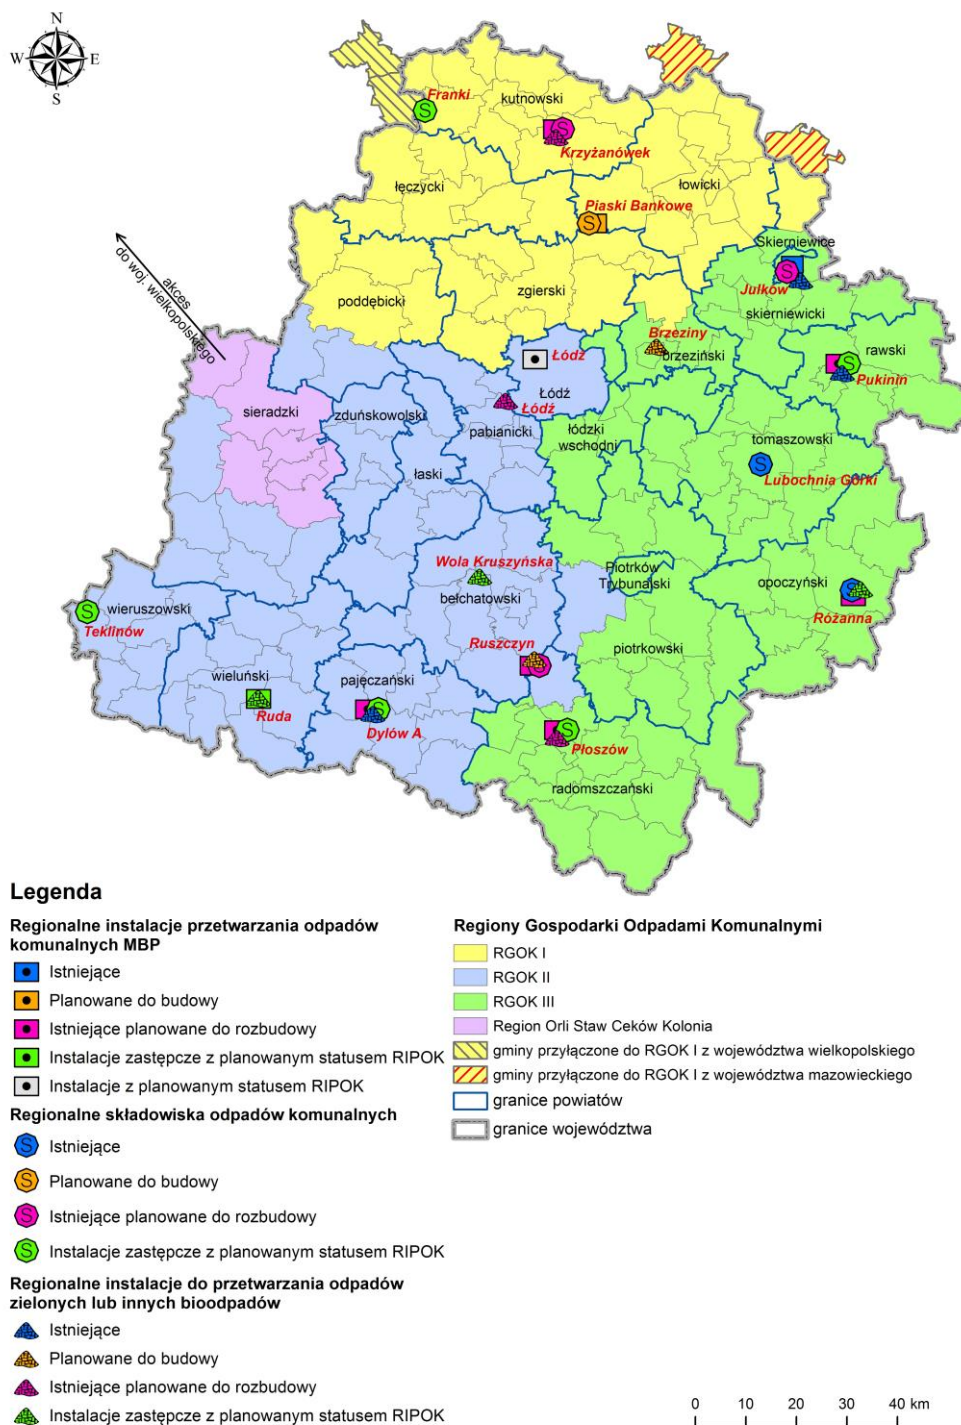 N
W
E
S
Franki
kutnowski
Krzyżanówek
łęczycki
łowicki
Piaski Bankowe
Skierniewice
akces
do woj. wielkopolskiego
Julków
zgierski
poddębicki
skierniewicki
Brzeziny
brzeziński
rawski
Łódź
Pukinin
Łódź
sieradzki
zduńskowolski
Łódź
pabianicki
łódzki
wschodni
tomaszowski
łaski
Lubochnia Górki
Wola Kruszyńska
Piotrków
Trybunalski
opoczyński
bełchatowski
wieruszowski
Teklinów
Różanna
Ruszczyn
piotrkowski
wieluński
pajęczański
Ruda
Dylów A
Płoszów
radomszczański
Legenda
Regionalne instalacje przetwarzania odpadów
komunalnych MBP
Istniejące
Planowane do budowy
Istniejące planowane do rozbudowy
Instalacje zastępcze z planowanym statusem RIPOK
Instalacje z planowanym statusem RIPOK
Regionalne składowiska odpadów komunalnych
S Istniejące
S Planowane do budowy
S Istniejące planowane do rozbudowy
S Instalacje zastępcze z planowanym statusem RIPOK
Regionalne instalacje do przetwarzania odpadów
zielonych lub innych bioodpadów
Istniejące
Planowane do budowy
Istniejące planowane do rozbudowy
Instalacje zastępcze z planowanym statusem RIPOK
Regiony Gospodarki Odpadami Komunalnymi
RGOK I
RGOK II
RGOK III
Region Orli Staw Ceków Kolonia
gminy przyłączone do RGOK I z województwa wielkopolskiego
gminy przyłączone do RGOK I z województwa mazowieckiego
granice powiatów
granice województwa
0 10 20 30 40 km